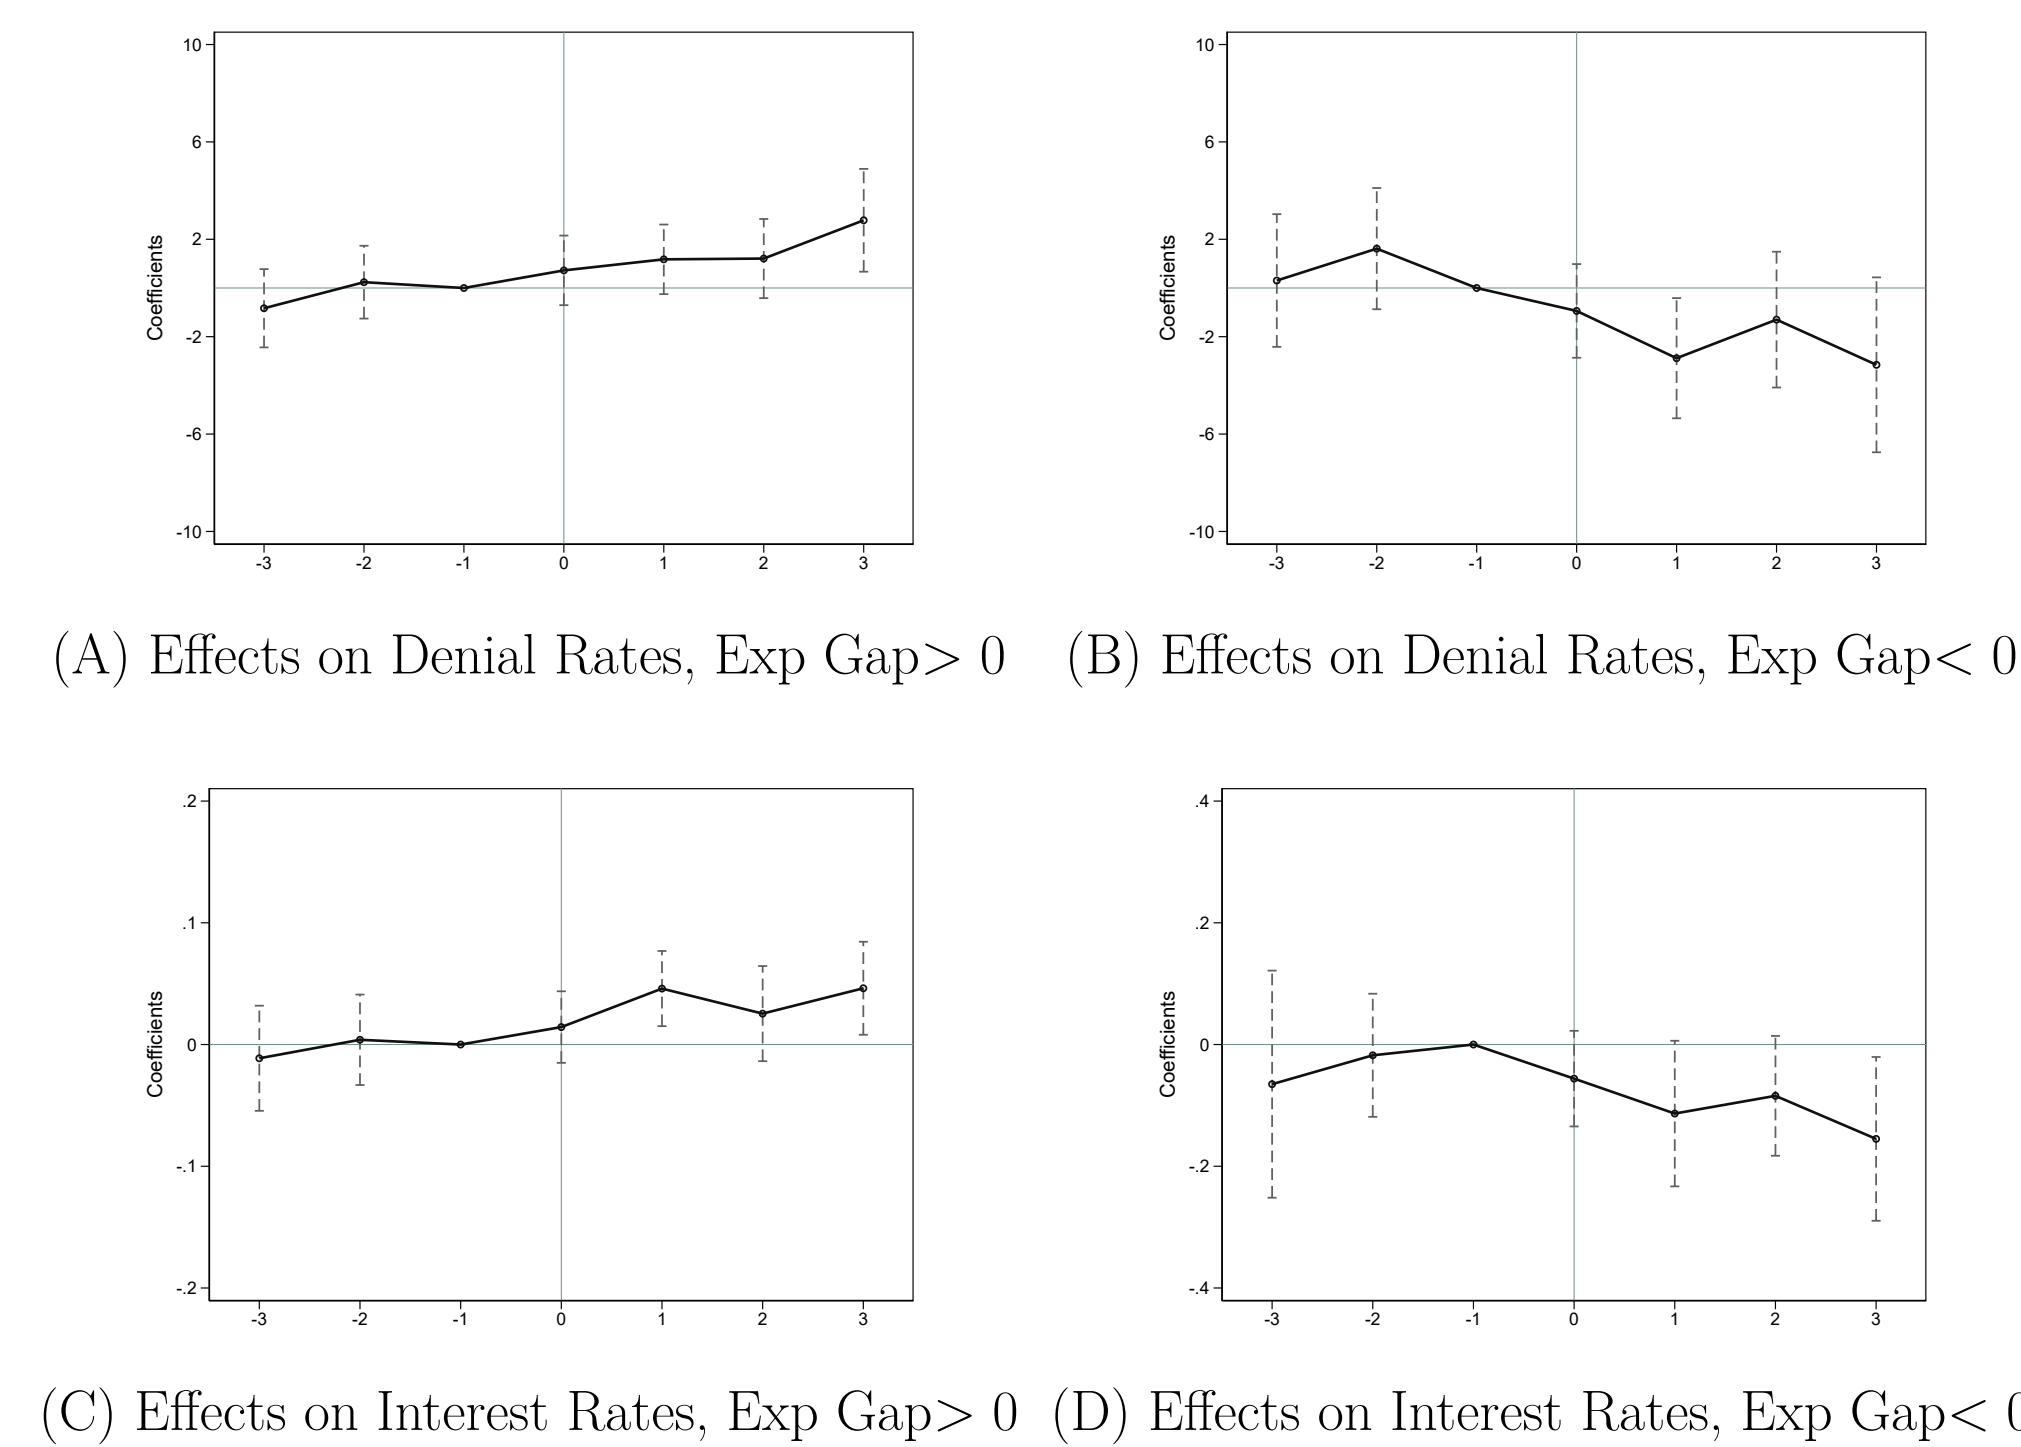 10
6
2
-2
-6
-10
Coefficients
-3 -2 -1 0 1 2 3
(A) Effects on Denial Rates, Exp Gap> 0
10
6
2
-2
-6
-10
Coefficients
-3 -2 -1 0 1 2 3
(B) Effects on Denial Rates, Exp Gap< 0
.2
.1
0
-.1
-.2
Coefficients
-3 -2 -1 0 1 2 3
(C) Effects on Interest Rates, Exp Gap> 0
.4
.2
0
-.2
-.4
Coefficients
-3 -2 -1 0 1 2 3
(D) Effects on Interest Rates, Exp Gap< 0